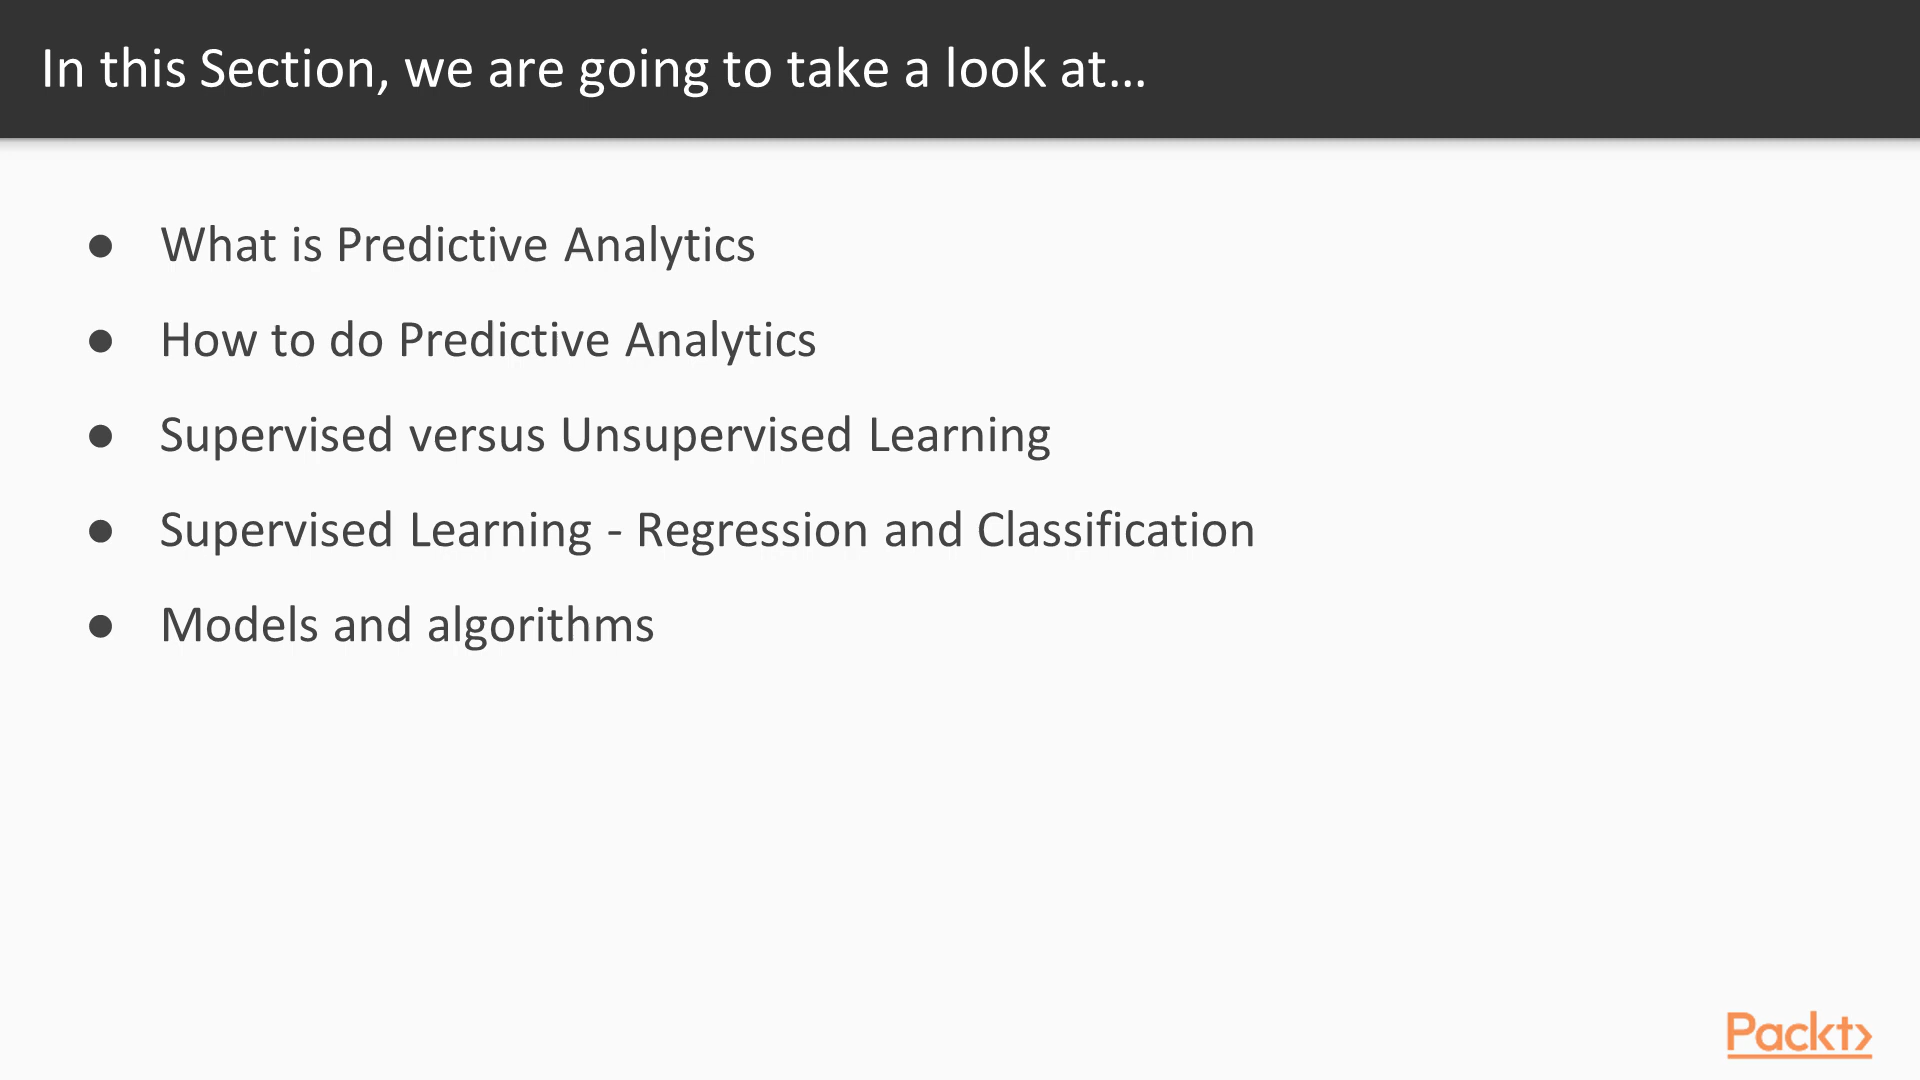 In this Section, we are going to take a look at...
● What is Predictive Analytics
● How to do Predictive Analytics
● Supervised versus Unsupervised Learning
● Supervised Learning - Regression and Classification
● Models and algorithms
Packt>